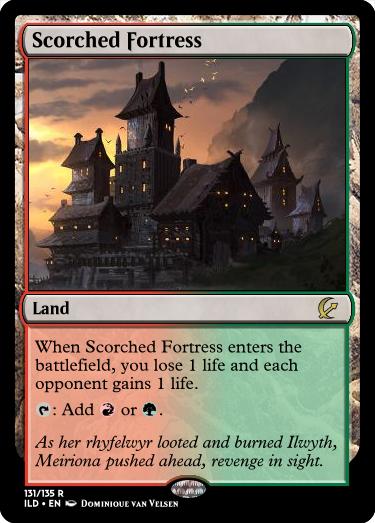 Scorched Fortress
Land
When Scorched Fortress enters the
battlefield, you lose 1 life and each
opponent gains 1 life.
: Add or .
As her rhyfelwyr looted and burned Ilwyth,
Meiriona pushed ahead, revenge in sight.
131/135 R
ILD • EN Dominique van Velsen